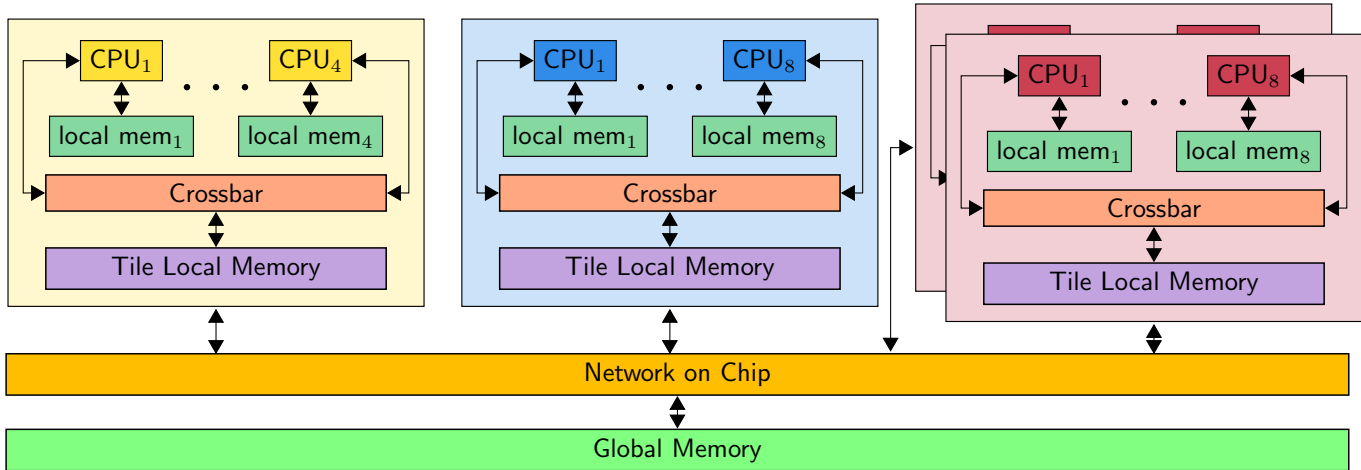 CPU₁ . . . CPU₄
local mem₁ local mem₄
Crossbar
Tile Local Memory
CPU₁ . . . CPU₈
local mem₁ local mem₈
Crossbar
Tile Local Memory
CPU₁ . . . CPU₈
local mem₁ local mem₈
Crossbar
Tile Local Memory
Network on Chip
Global Memory